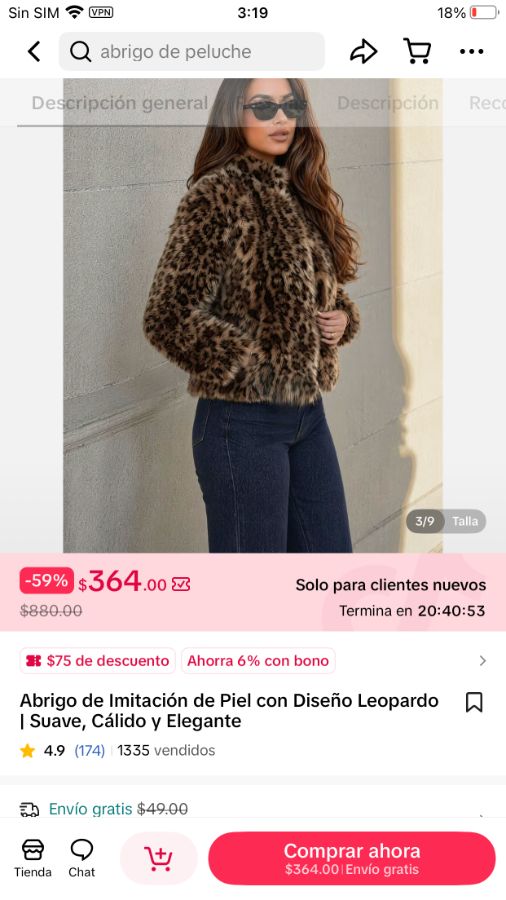 Sin SIM VPN 3:19 18%
abrigo de peluche
Descripción general Descripción
-59% $364.00 Solo para clientes nuevos
$880.00 Termina en 20:40:53
3/9 Talla
$75 de descuento Ahorra 6% con bono
Abrigo de Imitación de Piel con Diseño Leopardo
| Suave, Cálido y Elegante
4.9 (174) 1335 vendidos
Envío gratis $49.00
Tienda Chat Comprar ahora
$364.00 | Envío gratis